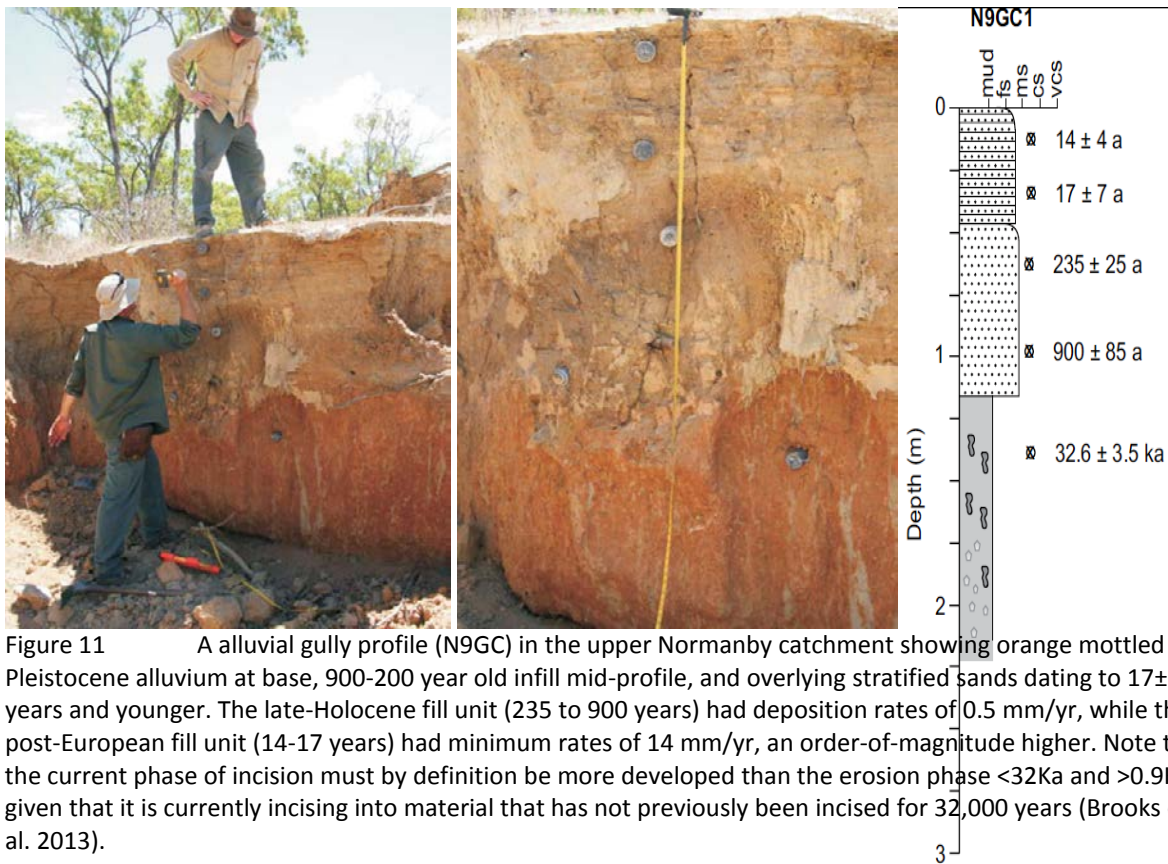 N9GC1
mud
fs
ms
cs
vcs
0
14 ± 4 a
17 ± 7 a
235 ± 25 a
1
900 ± 85 a
32.6 ± 3.5 ka
Depth (m)
2
3
Figure 11 A alluvial gully profile (N9GC) in the upper Normanby catchment showing orange mottled
Pleistocene alluvium at base, 900-200 year old infill mid-profile, and overlying stratified sands dating to 17±
years and younger. The late-Holocene fill unit (235 to 900 years) had deposition rates of 0.5 mm/yr, while th
post-European fill unit (14-17 years) had minimum rates of 14 mm/yr, an order-of-magnitude higher. Note t
the current phase of incision must by definition be more developed than the erosion phase <32Ka and >0.9
given that it is currently incising into material that has not previously been incised for 32,000 years (Brooks
al. 2013).